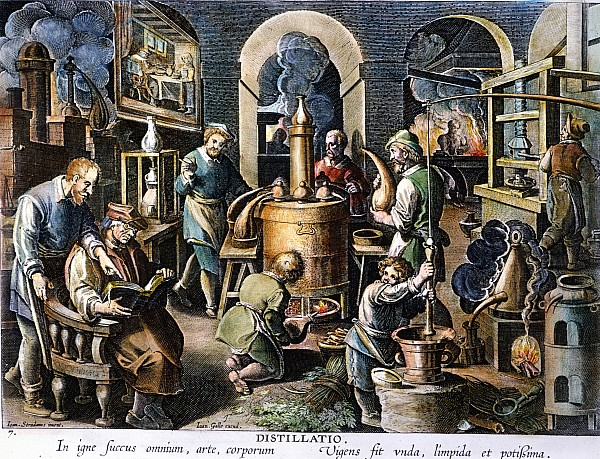 Ioan. Stradanus invent.
Ioan. Galle excud.
7.
DISTILLATIO.
In igne succus omnium, arte, corporum Vigens fit vnda, limpida et potissima.